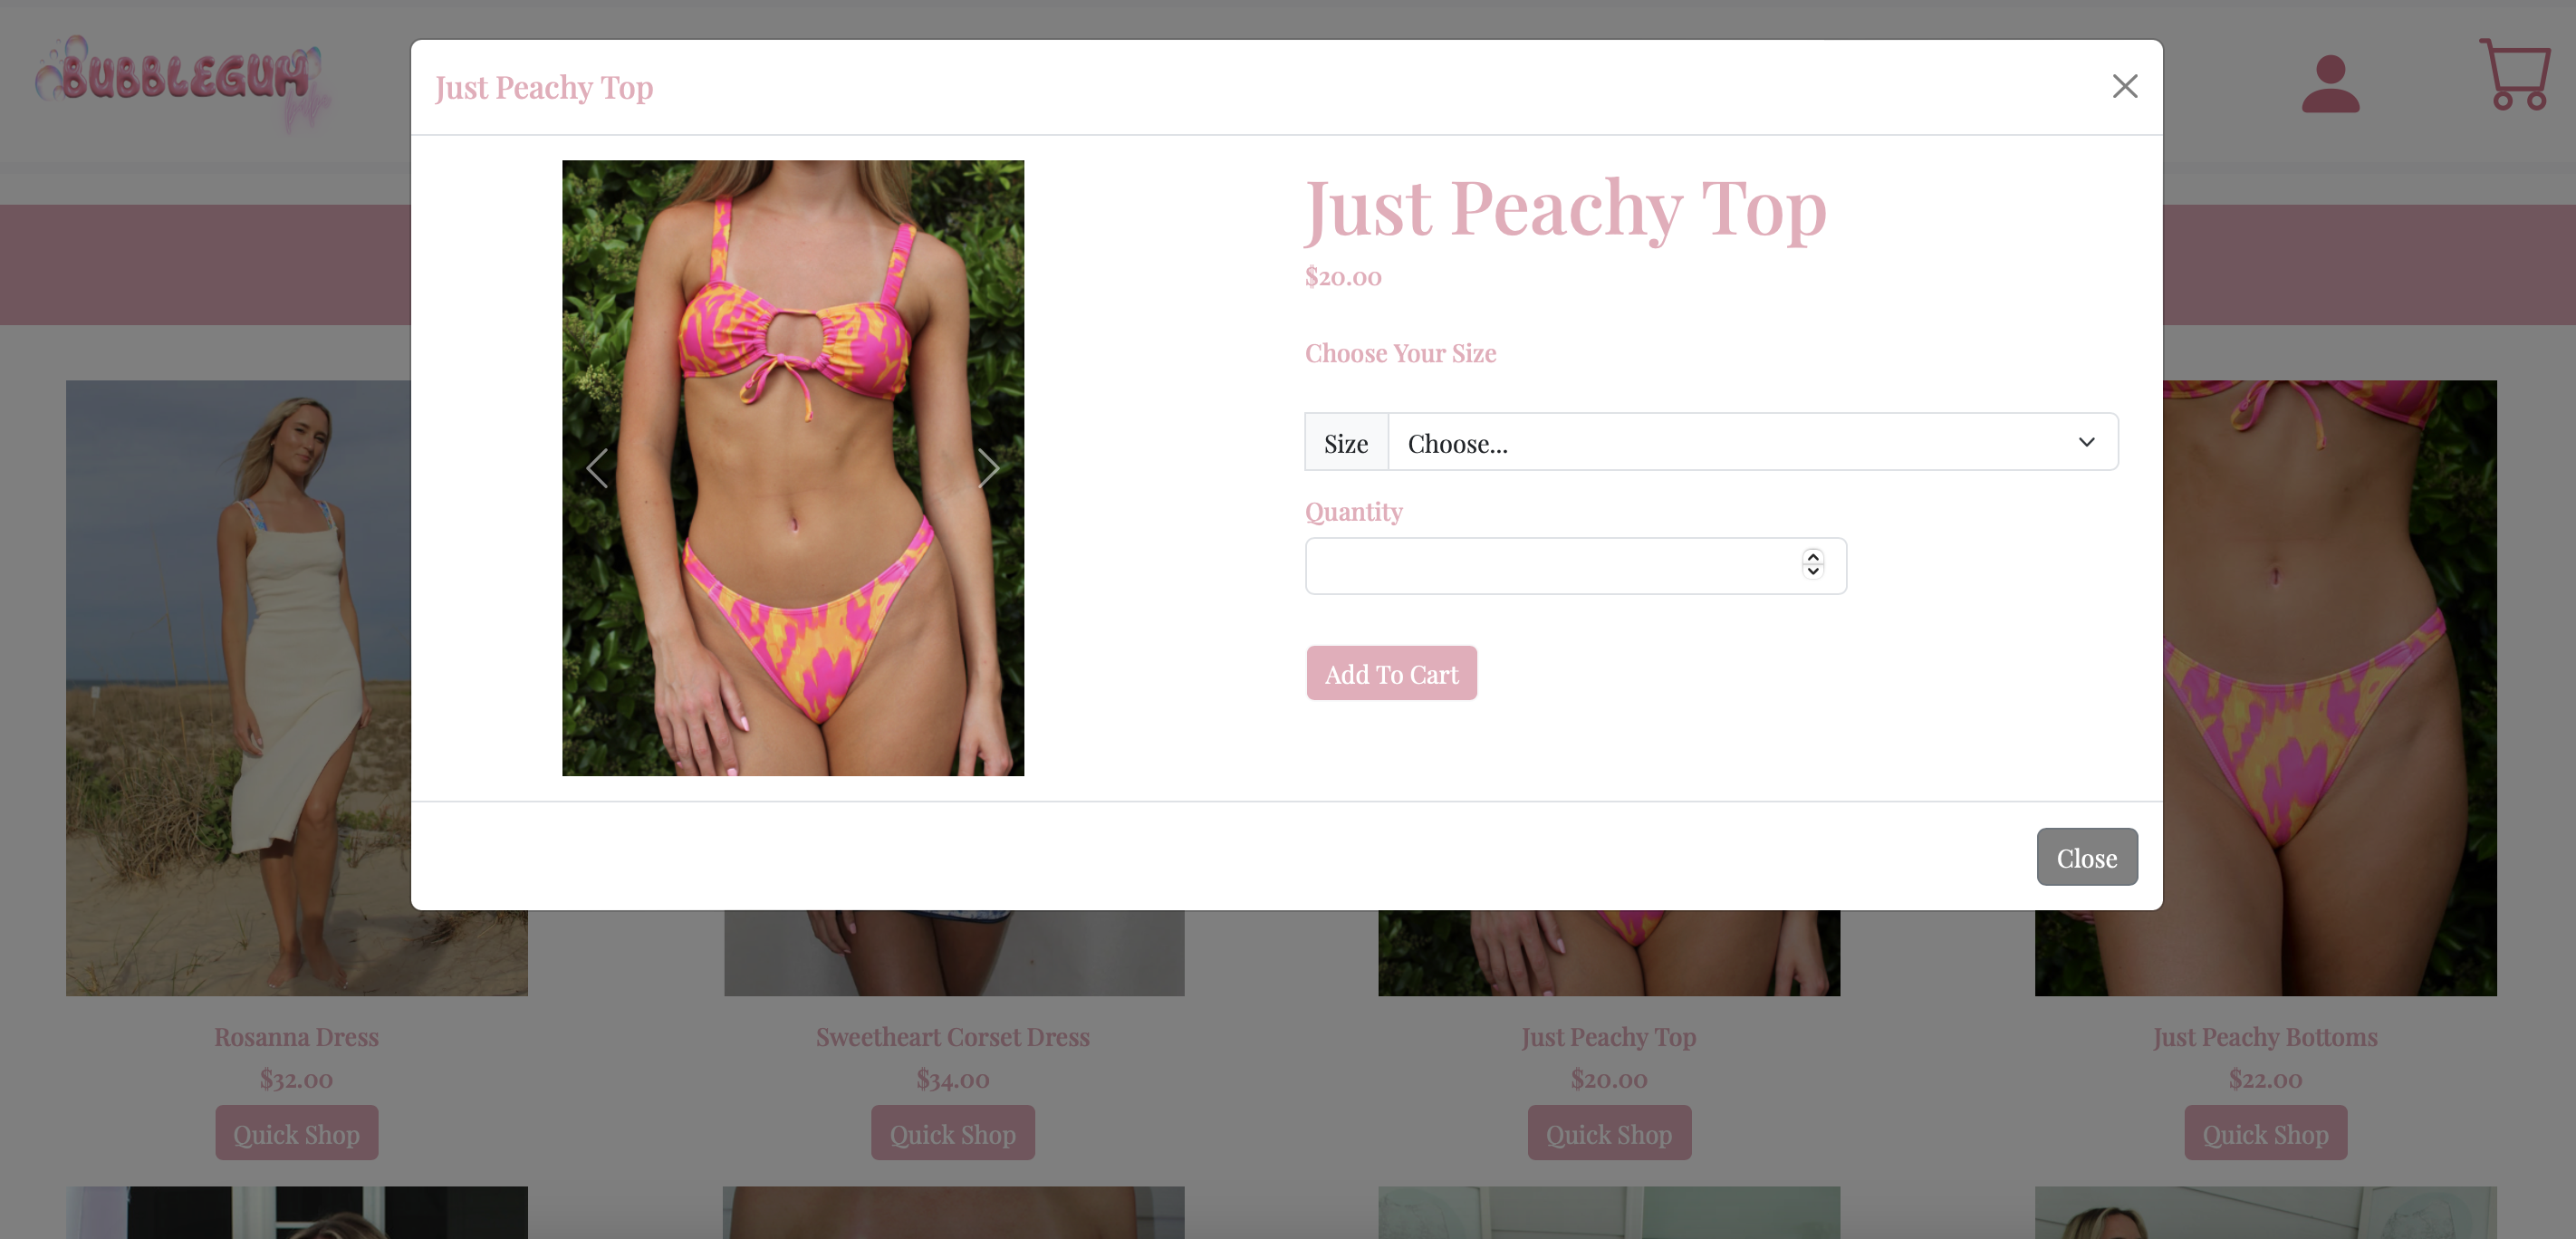 BUBBLEGUM
Just Peachy Top
Just Peachy Top
$20.00
Choose Your Size
Size
Choose...
Quantity
Add To Cart
Close
Rosanna Dress
$32.00
Quick Shop
Sweetheart Corset Dress
$34.00
Quick Shop
Just Peachy Top
$20.00
Quick Shop
Just Peachy Bottoms
$22.00
Quick Shop